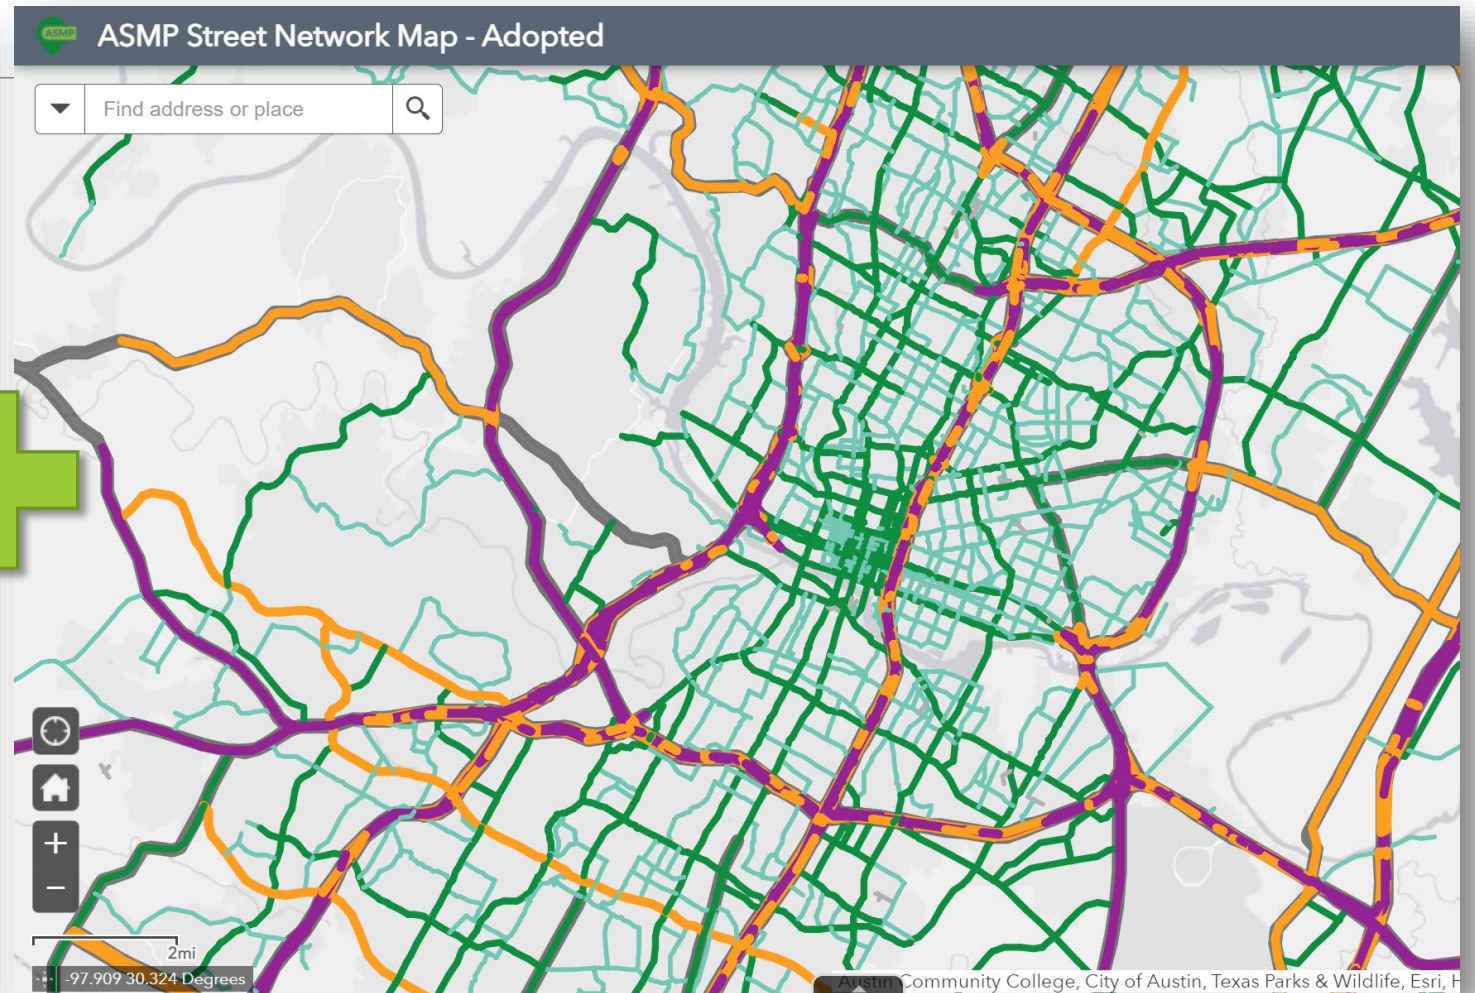 ASMP
ASMP Street Network Map - Adopted
Find address or place
+
−
2mi
-97.909 30.324 Degrees
Austin Community College, City of Austin, Texas Parks & Wildlife, Esri, H